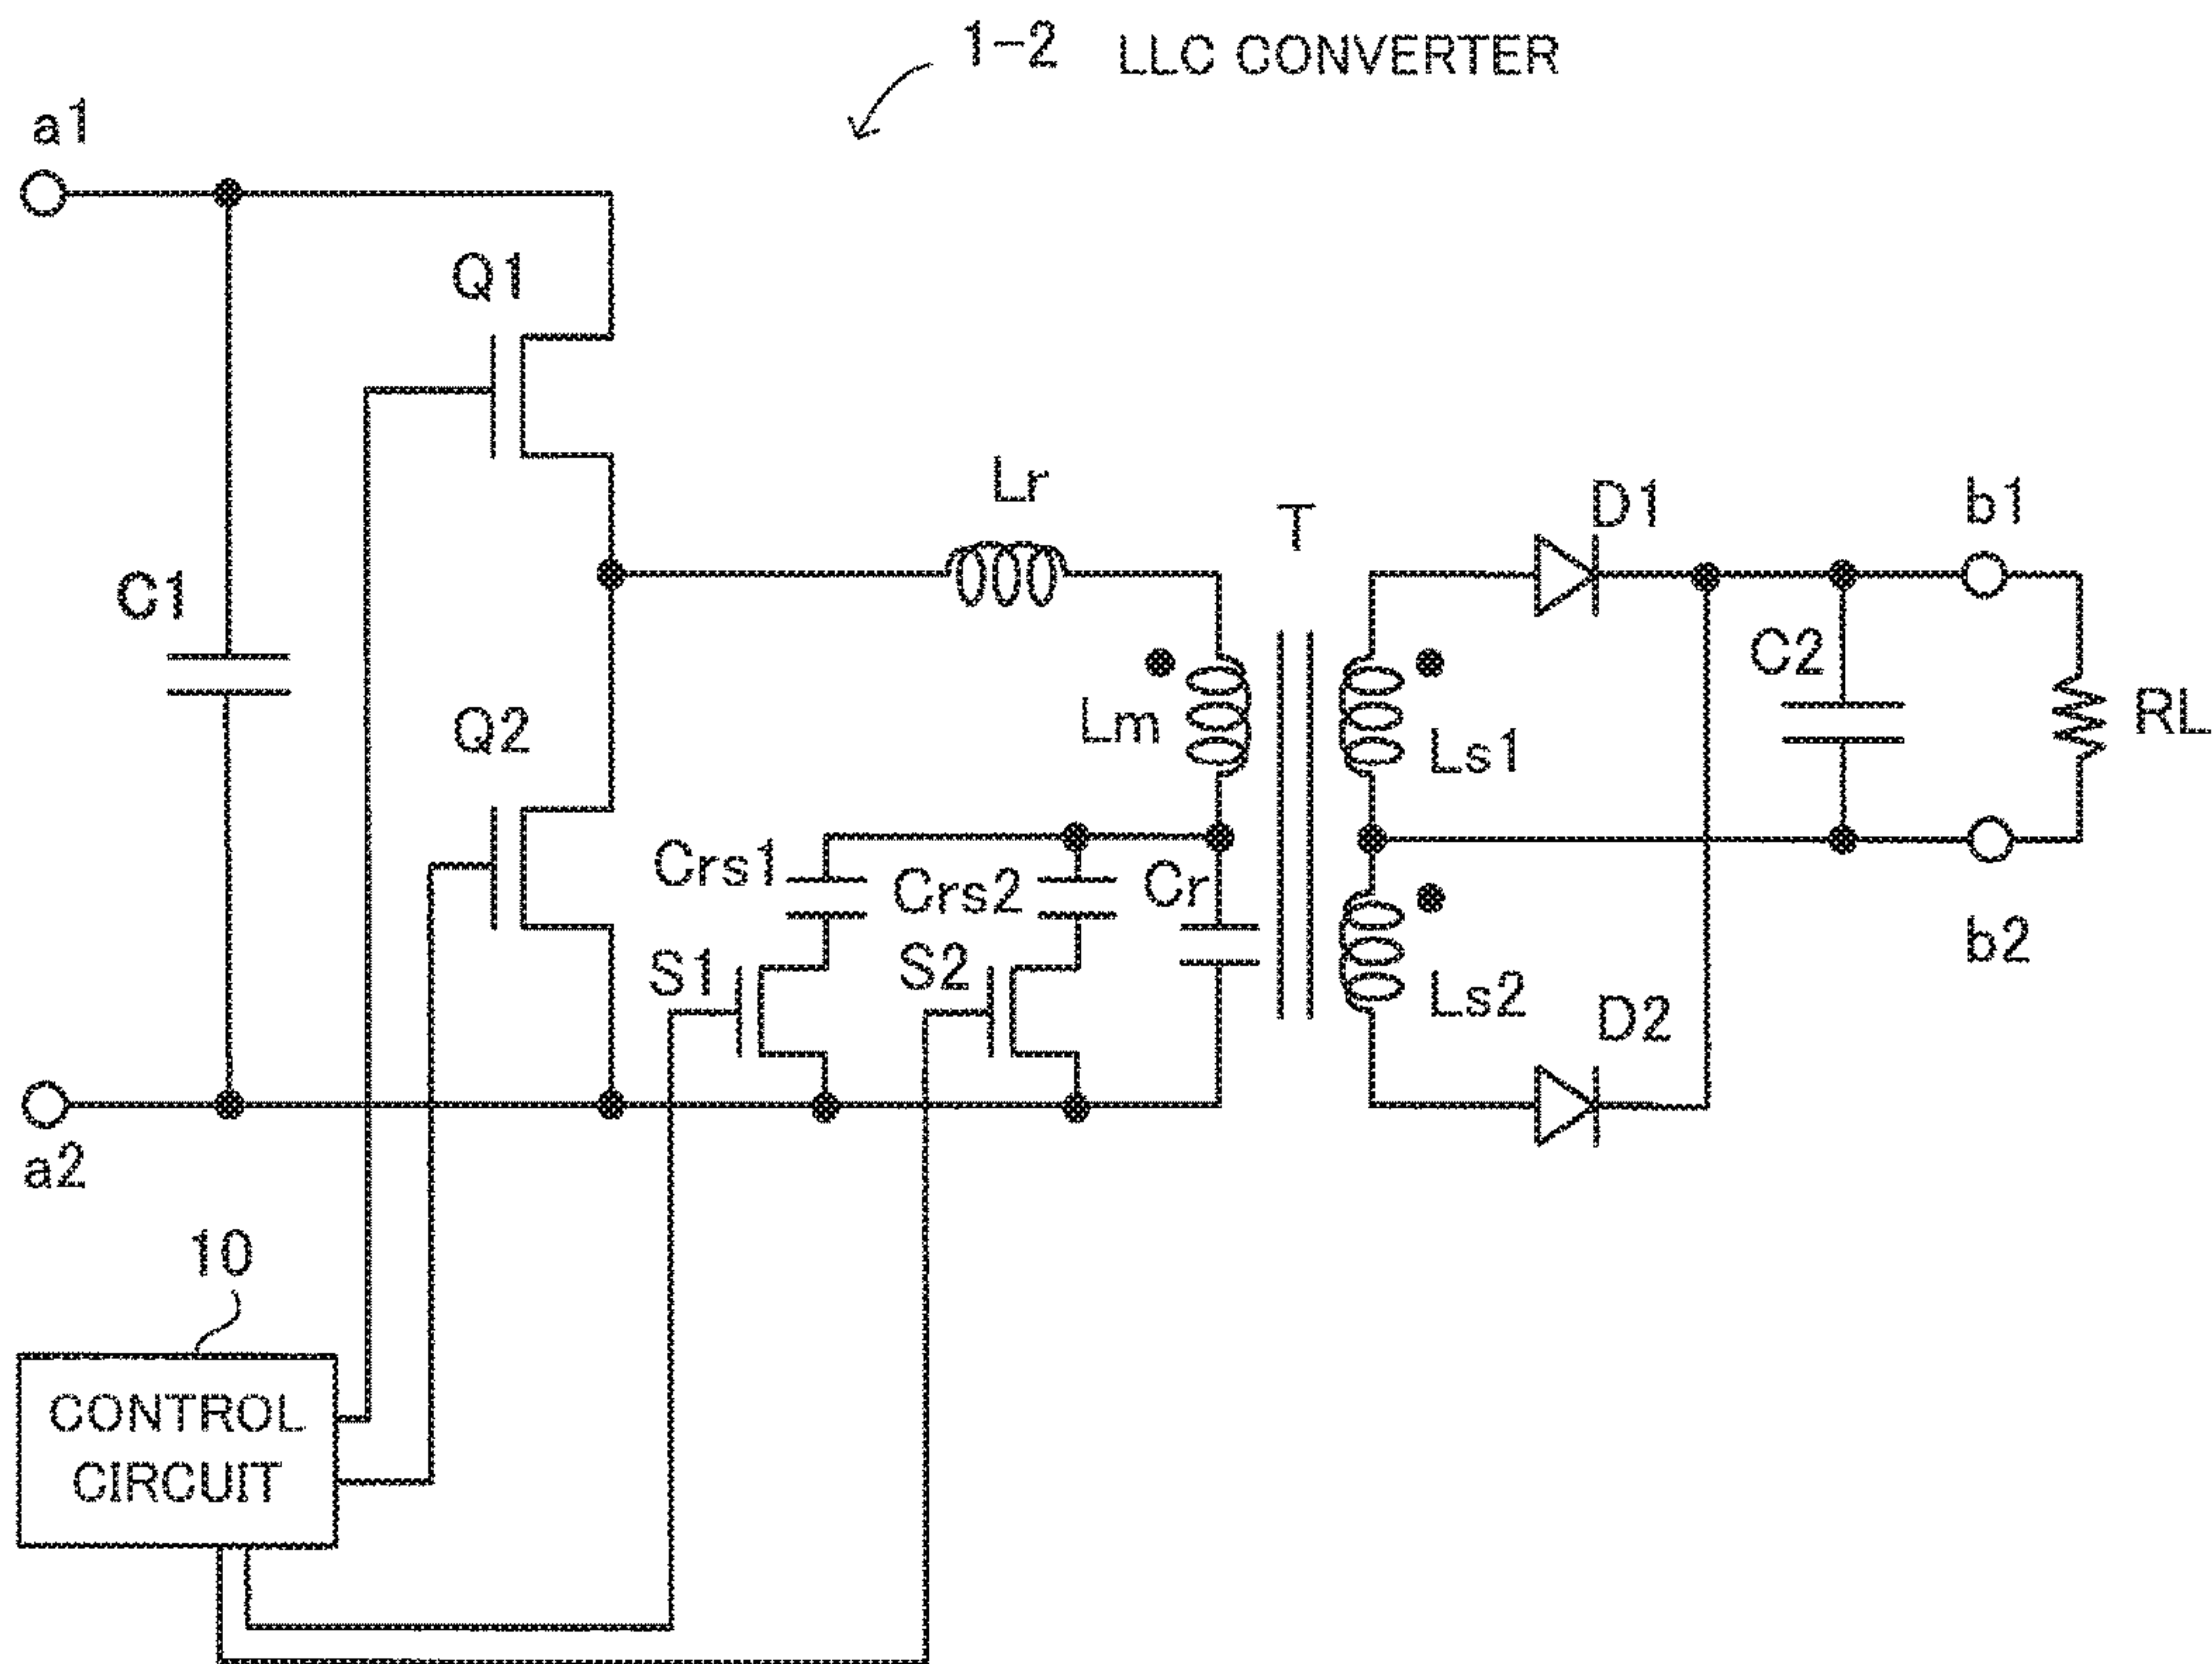 1-2 LLC CONVERTER
a1
Q1
Lr
T
D1
b1
C1
C2
Q2
Lm
Ls1
RL
Crs1
Crs2
Cr
S1
S2
b2
Ls2
D2
a2
10
CONTROL
CIRCUIT